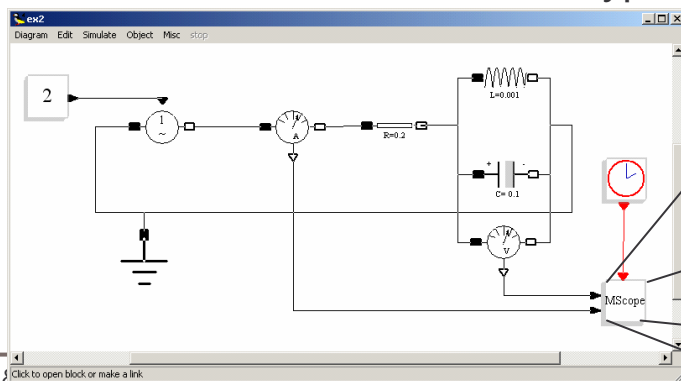 ex2
Diagram Edit Simulate Object Misc stop
2
1
~
A
R=0.2
L=0.001
+ -
C= 0.1
V
MScope
Click to open block or make a link